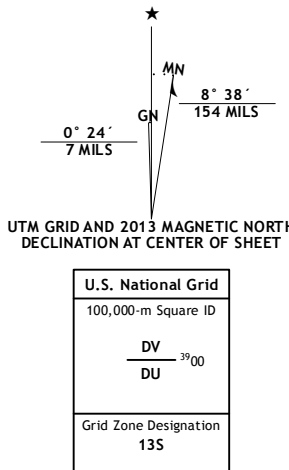 MN
8° 38´
154 MILS
GN
0° 24´
7 MILS
UTM GRID AND 2013 MAGNETIC NORTH
DECLINATION AT CENTER OF SHEET
U.S. National Grid
100,000-m Square ID
DV
3900
DU
Grid Zone Designation
13S